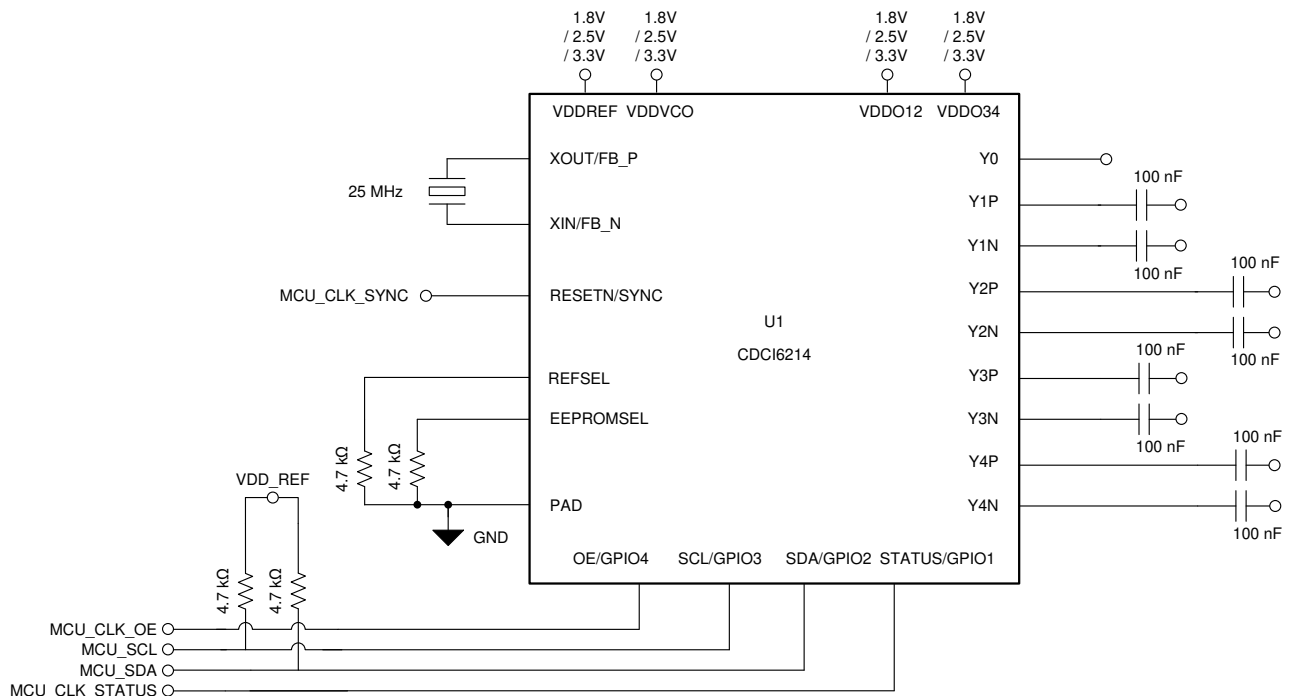 1.8V
/ 2.5V
/ 3.3V
1.8V
/ 2.5V
/ 3.3V
1.8V
/ 2.5V
/ 3.3V
1.8V
/ 2.5V
/ 3.3V
VDDREF VDDVCO
VDDO12 VDDO34
XOUT/FB_P
Y0
25 MHz
100 nF
Y1P
XIN/FB_N
Y1N
100 nF
100 nF
MCU_CLK_SYNC
RESETN/SYNC
Y2P
U1
Y2N
CDCI6214
100 nF
100 nF
REFSEL
Y3P
EEPROMSEL
Y3N
100 nF
100 nF
4.7 kΩ
4.7 kΩ
Y4P
VDD_REF
PAD
Y4N
GND
100 nF
OE/GPIO4
SCL/GPIO3
SDA/GPIO2
STATUS/GPIO1
4.7 kΩ
4.7 kΩ
MCU_CLK_OE
MCU_SCL
MCU_SDA
MCU_CLK_STATUS